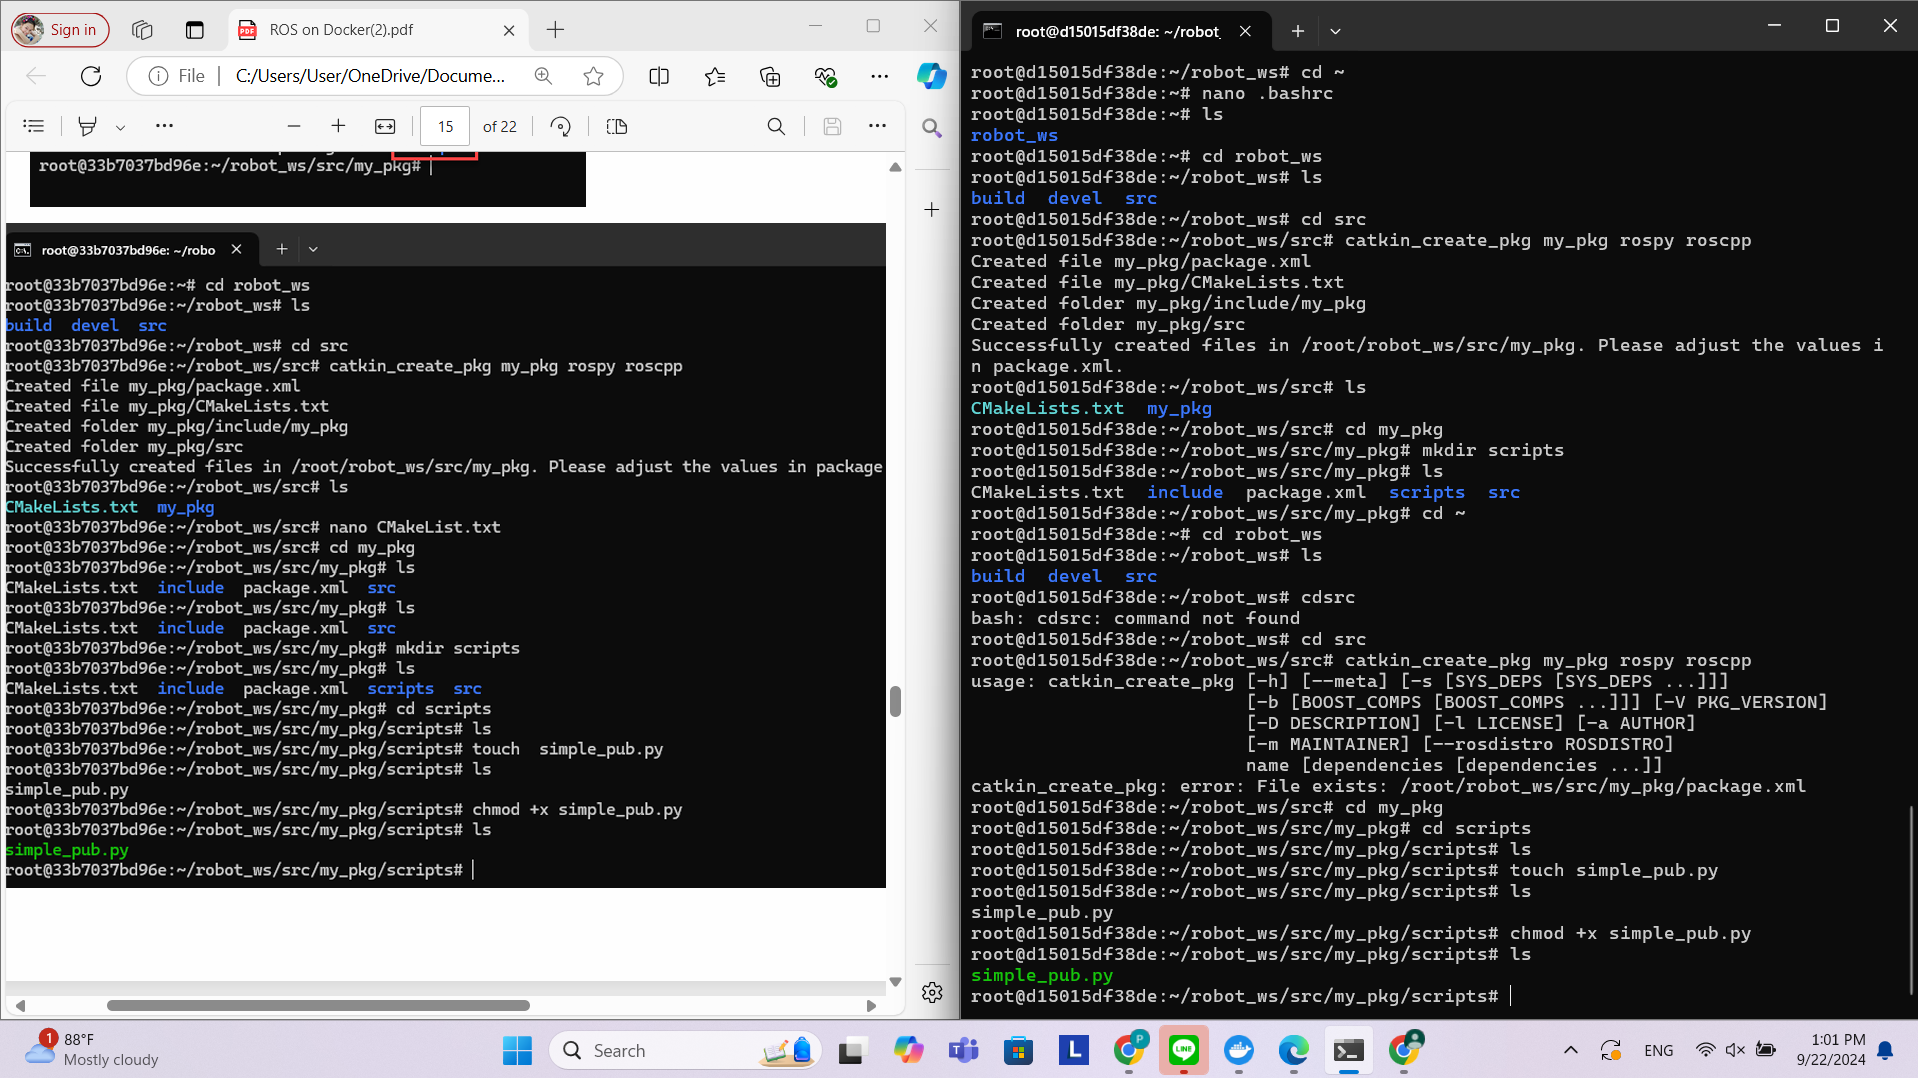 Sign in
ROS on Docker(2).pdf
File
C:/Users/User/OneDrive/Docume...
15 of 22
root@33b7037bd96e:~/robot_ws/src/my_pkg#
root@33b7037bd96e: ~/robo
root@33b7037bd96e:~# cd robot_ws
root@33b7037bd96e:~/robot_ws# ls
build devel src
root@33b7037bd96e:~/robot_ws# cd src
root@33b7037bd96e:~/robot_ws/src# catkin_create_pkg my_pkg rospy roscpp
Created file my_pkg/package.xml
Created file my_pkg/CMakeLists.txt
Created folder my_pkg/include/my_pkg
Created folder my_pkg/src
Successfully created files in /root/robot_ws/src/my_pkg. Please adjust the values in package
root@33b7037bd96e:~/robot_ws/src# ls
CMakeLists.txt my_pkg
root@33b7037bd96e:~/robot_ws/src# nano CMakeList.txt
root@33b7037bd96e:~/robot_ws/src# cd my_pkg
root@33b7037bd96e:~/robot_ws/src/my_pkg# ls
CMakeLists.txt include package.xml src
root@33b7037bd96e:~/robot_ws/src/my_pkg# ls
CMakeLists.txt include package.xml src
root@33b7037bd96e:~/robot_ws/src/my_pkg# mkdir scripts
root@33b7037bd96e:~/robot_ws/src/my_pkg# ls
CMakeLists.txt include package.xml scripts src
root@33b7037bd96e:~/robot_ws/src/my_pkg# cd scripts
root@33b7037bd96e:~/robot_ws/src/my_pkg/scripts# ls
root@33b7037bd96e:~/robot_ws/src/my_pkg/scripts# touch  simple_pub.py
root@33b7037bd96e:~/robot_ws/src/my_pkg/scripts# ls
simple_pub.py
root@33b7037bd96e:~/robot_ws/src/my_pkg/scripts# chmod +x simple_pub.py
root@33b7037bd96e:~/robot_ws/src/my_pkg/scripts# ls
simple_pub.py
root@33b7037bd96e:~/robot_ws/src/my_pkg/scripts#
root@d15015df38de: ~/robot_
root@d15015df38de:~/robot_ws# cd ~
root@d15015df38de:~# nano .bashrc
root@d15015df38de:~# ls
robot_ws
root@d15015df38de:~# cd robot_ws
root@d15015df38de:~/robot_ws# ls
build devel src
root@d15015df38de:~/robot_ws# cd src
root@d15015df38de:~/robot_ws/src# catkin_create_pkg my_pkg rospy roscpp
Created file my_pkg/package.xml
Created file my_pkg/CMakeLists.txt
Created folder my_pkg/include/my_pkg
Created folder my_pkg/src
Successfully created files in /root/robot_ws/src/my_pkg. Please adjust the values i
n package.xml.
root@d15015df38de:~/robot_ws/src# ls
CMakeLists.txt my_pkg
root@d15015df38de:~/robot_ws/src# cd my_pkg
root@d15015df38de:~/robot_ws/src/my_pkg# mkdir scripts
root@d15015df38de:~/robot_ws/src/my_pkg# ls
CMakeLists.txt include package.xml scripts src
root@d15015df38de:~/robot_ws/src/my_pkg# cd ~
root@d15015df38de:~# cd robot_ws
root@d15015df38de:~/robot_ws# ls
build devel src
root@d15015df38de:~/robot_ws# cdsrc
bash: cdsrc: command not found
root@d15015df38de:~/robot_ws# cd src
root@d15015df38de:~/robot_ws/src# catkin_create_pkg my_pkg rospy roscpp
usage: catkin_create_pkg [-h] [--meta] [-s [SYS_DEPS [SYS_DEPS ...]]]
[-b [BOOST_COMPS [BOOST_COMPS ...]]] [-V PKG_VERSION]
[-D DESCRIPTION] [-l LICENSE] [-a AUTHOR]
[-m MAINTAINER] [--rosdistro ROSDISTRO]
name [dependencies [dependencies ...]]
catkin_create_pkg: error: File exists: /root/robot_ws/src/my_pkg/package.xml
root@d15015df38de:~/robot_ws/src# cd my_pkg
root@d15015df38de:~/robot_ws/src/my_pkg# cd scripts
root@d15015df38de:~/robot_ws/src/my_pkg/scripts# ls
root@d15015df38de:~/robot_ws/src/my_pkg/scripts# touch simple_pub.py
root@d15015df38de:~/robot_ws/src/my_pkg/scripts# ls
simple_pub.py
root@d15015df38de:~/robot_ws/src/my_pkg/scripts# chmod +x simple_pub.py
root@d15015df38de:~/robot_ws/src/my_pkg/scripts# ls
simple_pub.py
root@d15015df38de:~/robot_ws/src/my_pkg/scripts#
1
88°F
Mostly cloudy
Search
ENG
1:01 PM
9/22/2024